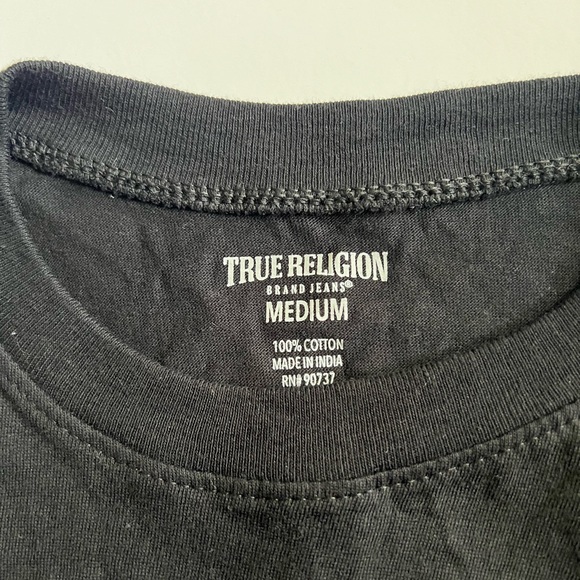 TRUE RELIGION
BRAND JEANS
MEDIUM
100% COTTON
MADE IN INDIA
RN# 90737